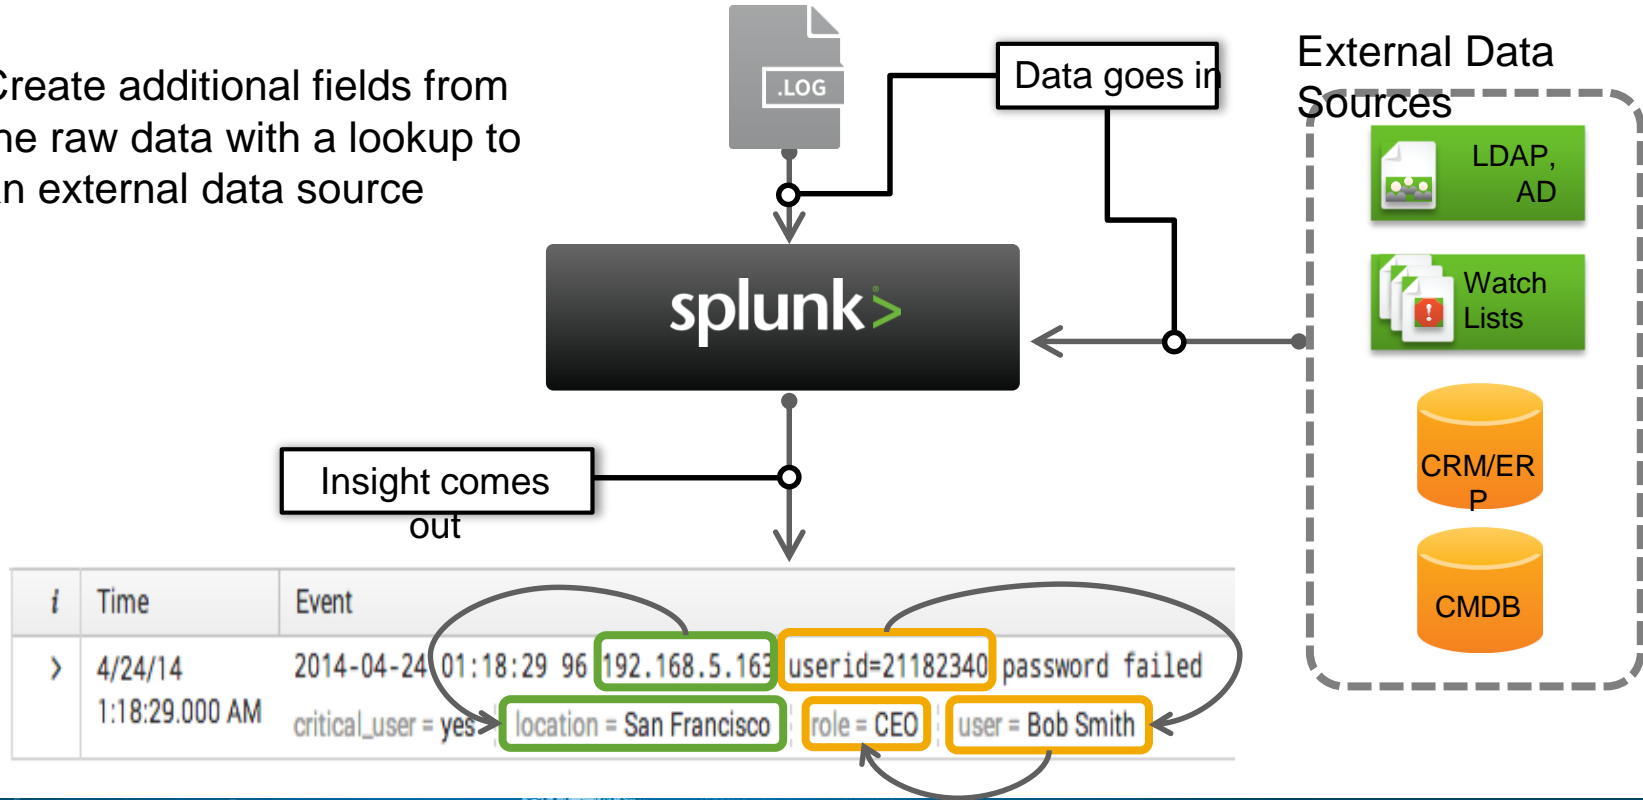 Create additional fields from
the raw data with a lookup to
an external data source
.LOG
Data goes in
External Data
Sources
LDAP,
AD
Watch
Lists
CRM/ER
P
CMDB
splunk>
Insight comes
out
i Time Event
> 4/24/14 2014-04-24 01:18:29 96 192.168.5.163 userid=21182340 password failed
1:18:29.000 AM critical_user = yes location = San Francisco role = CEO user = Bob Smith